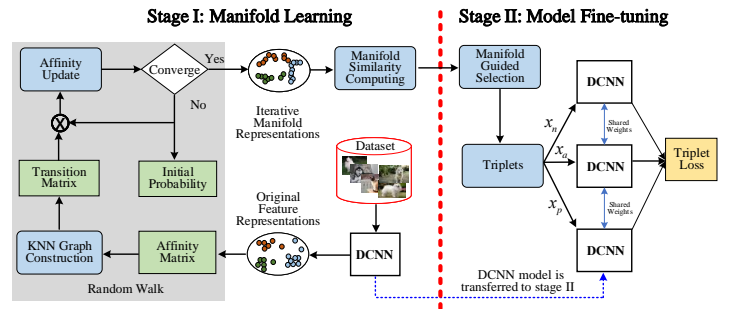 Stage I: Manifold Learning
Stage II: Model Fine-tuning
Affinity
Update
Converge
Yes
No
Iterative
Manifold
Representations
Manifold
Similarity
Computing
Manifold
Guided
Selection
Triplets
x_n
x_a
x_p
DCNN
Shared
Weights
DCNN
Shared
Weights
DCNN
Triplet
Loss
Transition
Matrix
Initial
Probability
Dataset
Original
Feature
Representations
KNN Graph
Construction
Affinity
Matrix
DCNN
Random Walk
DCNN model is
transferred to stage II